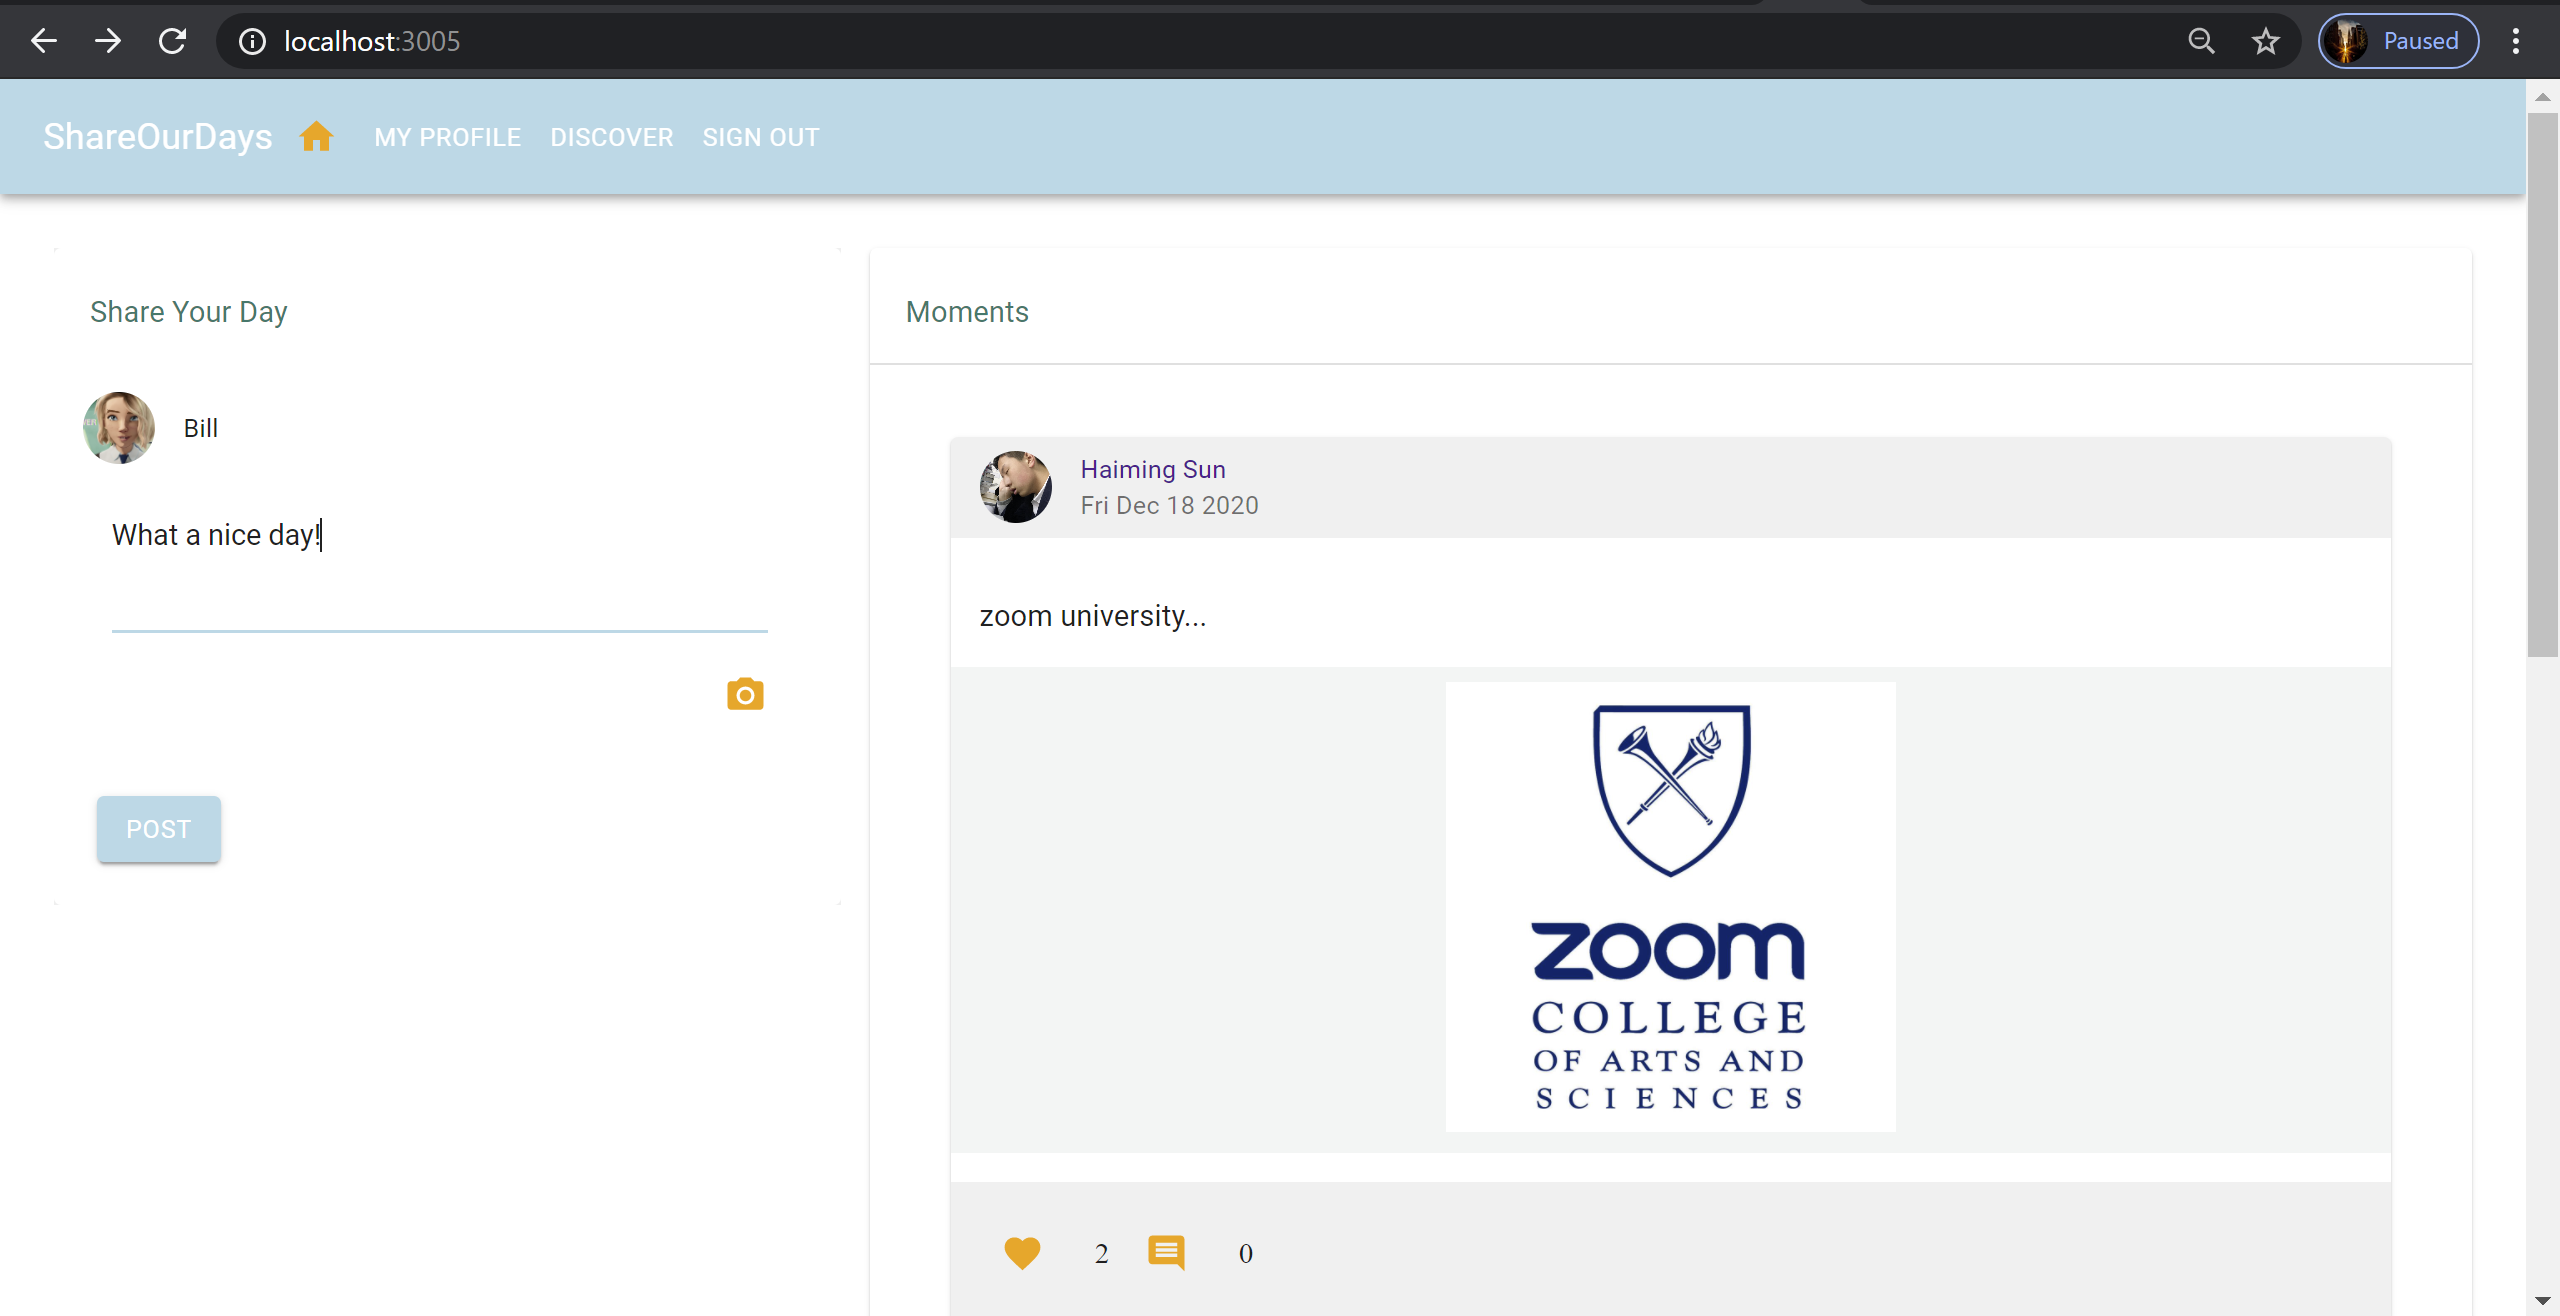 localhost:3005
Paused
ShareOurDays MY PROFILE DISCOVER SIGN OUT
Share Your Day
Bill
What a nice day!
POST
Moments
Haiming Sun
Fri Dec 18 2020
zoom university...
zoom
COLLEGE
OF ARTS AND
SCIENCES
2 0